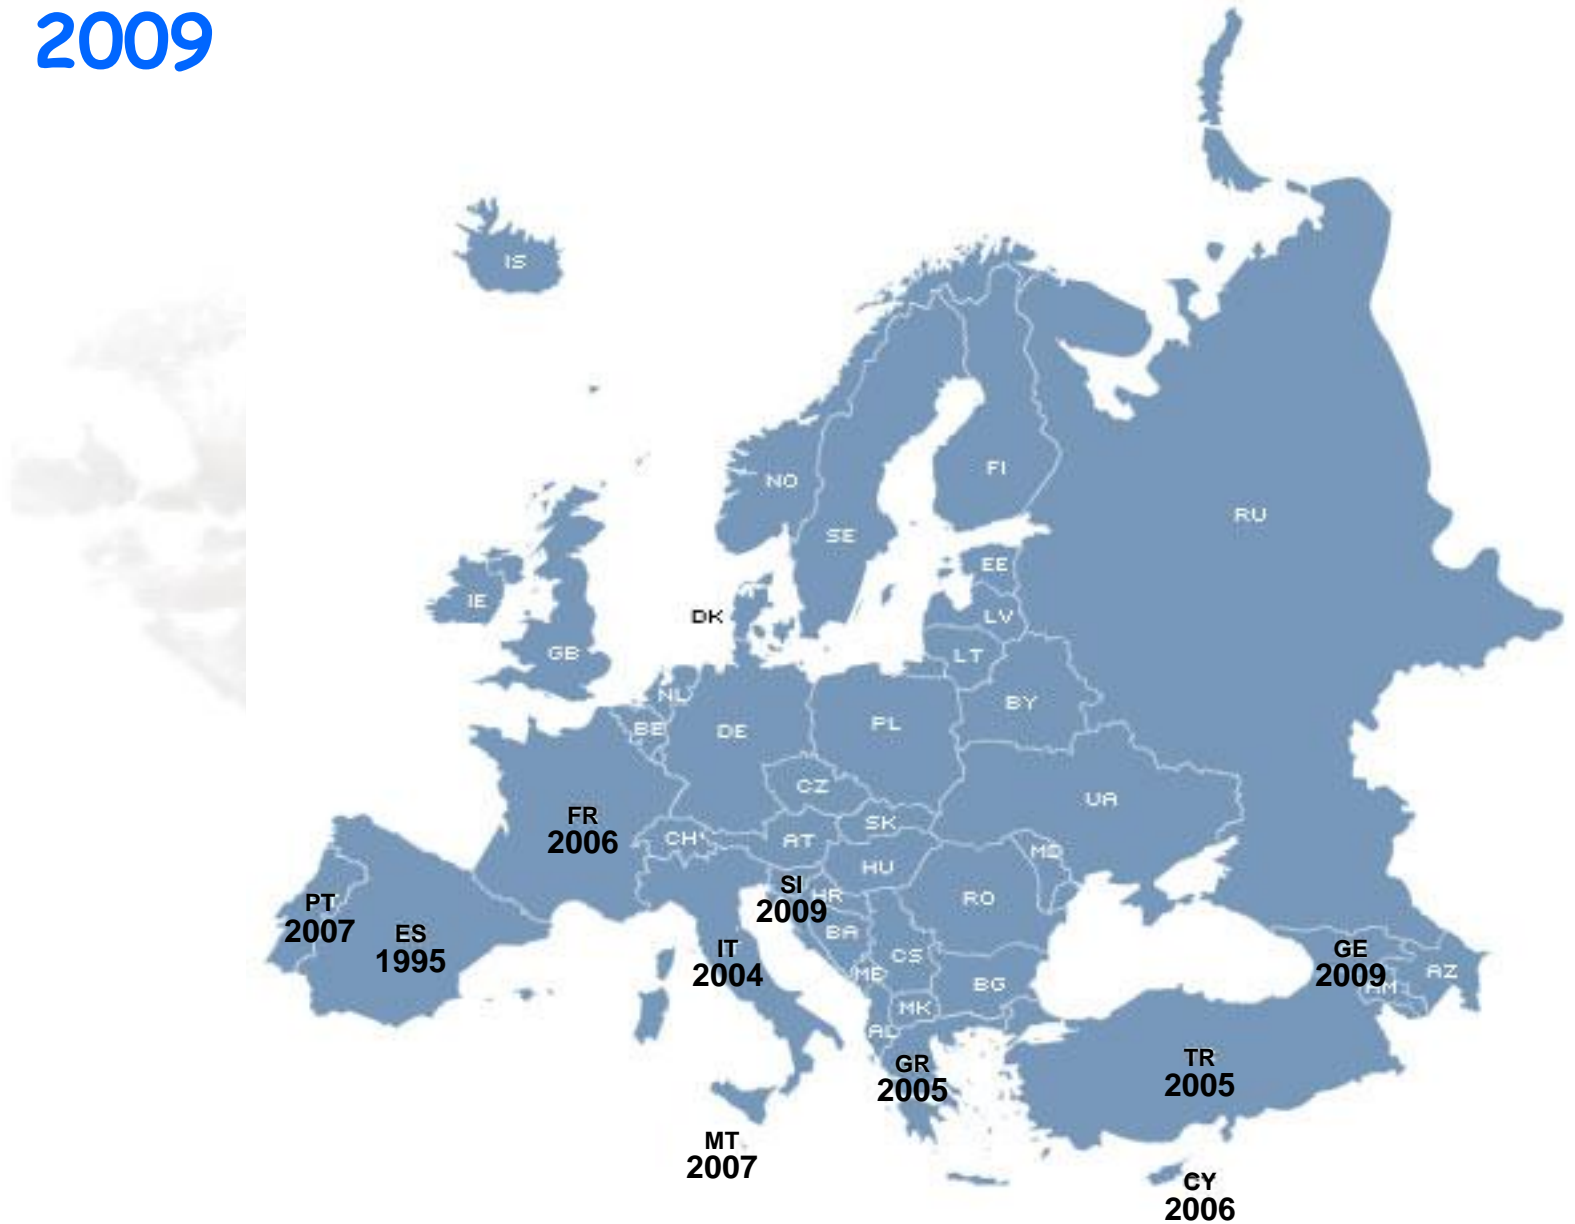 2009
IS
NO
FI
RU
SE
EE
IE
DK
LV
GB
LT
NL
BY
BE
DE
PL
CZ
UA
FR
2006
SK
CH
AT
MD
HU
SI
2009
HR
RO
PT
2007
ES
1995
BA
IT
2004
CS
GE
2009
AZ
ME
BG
AM
MK
AL
GR
2005
TR
2005
MT
2007
CY
2006